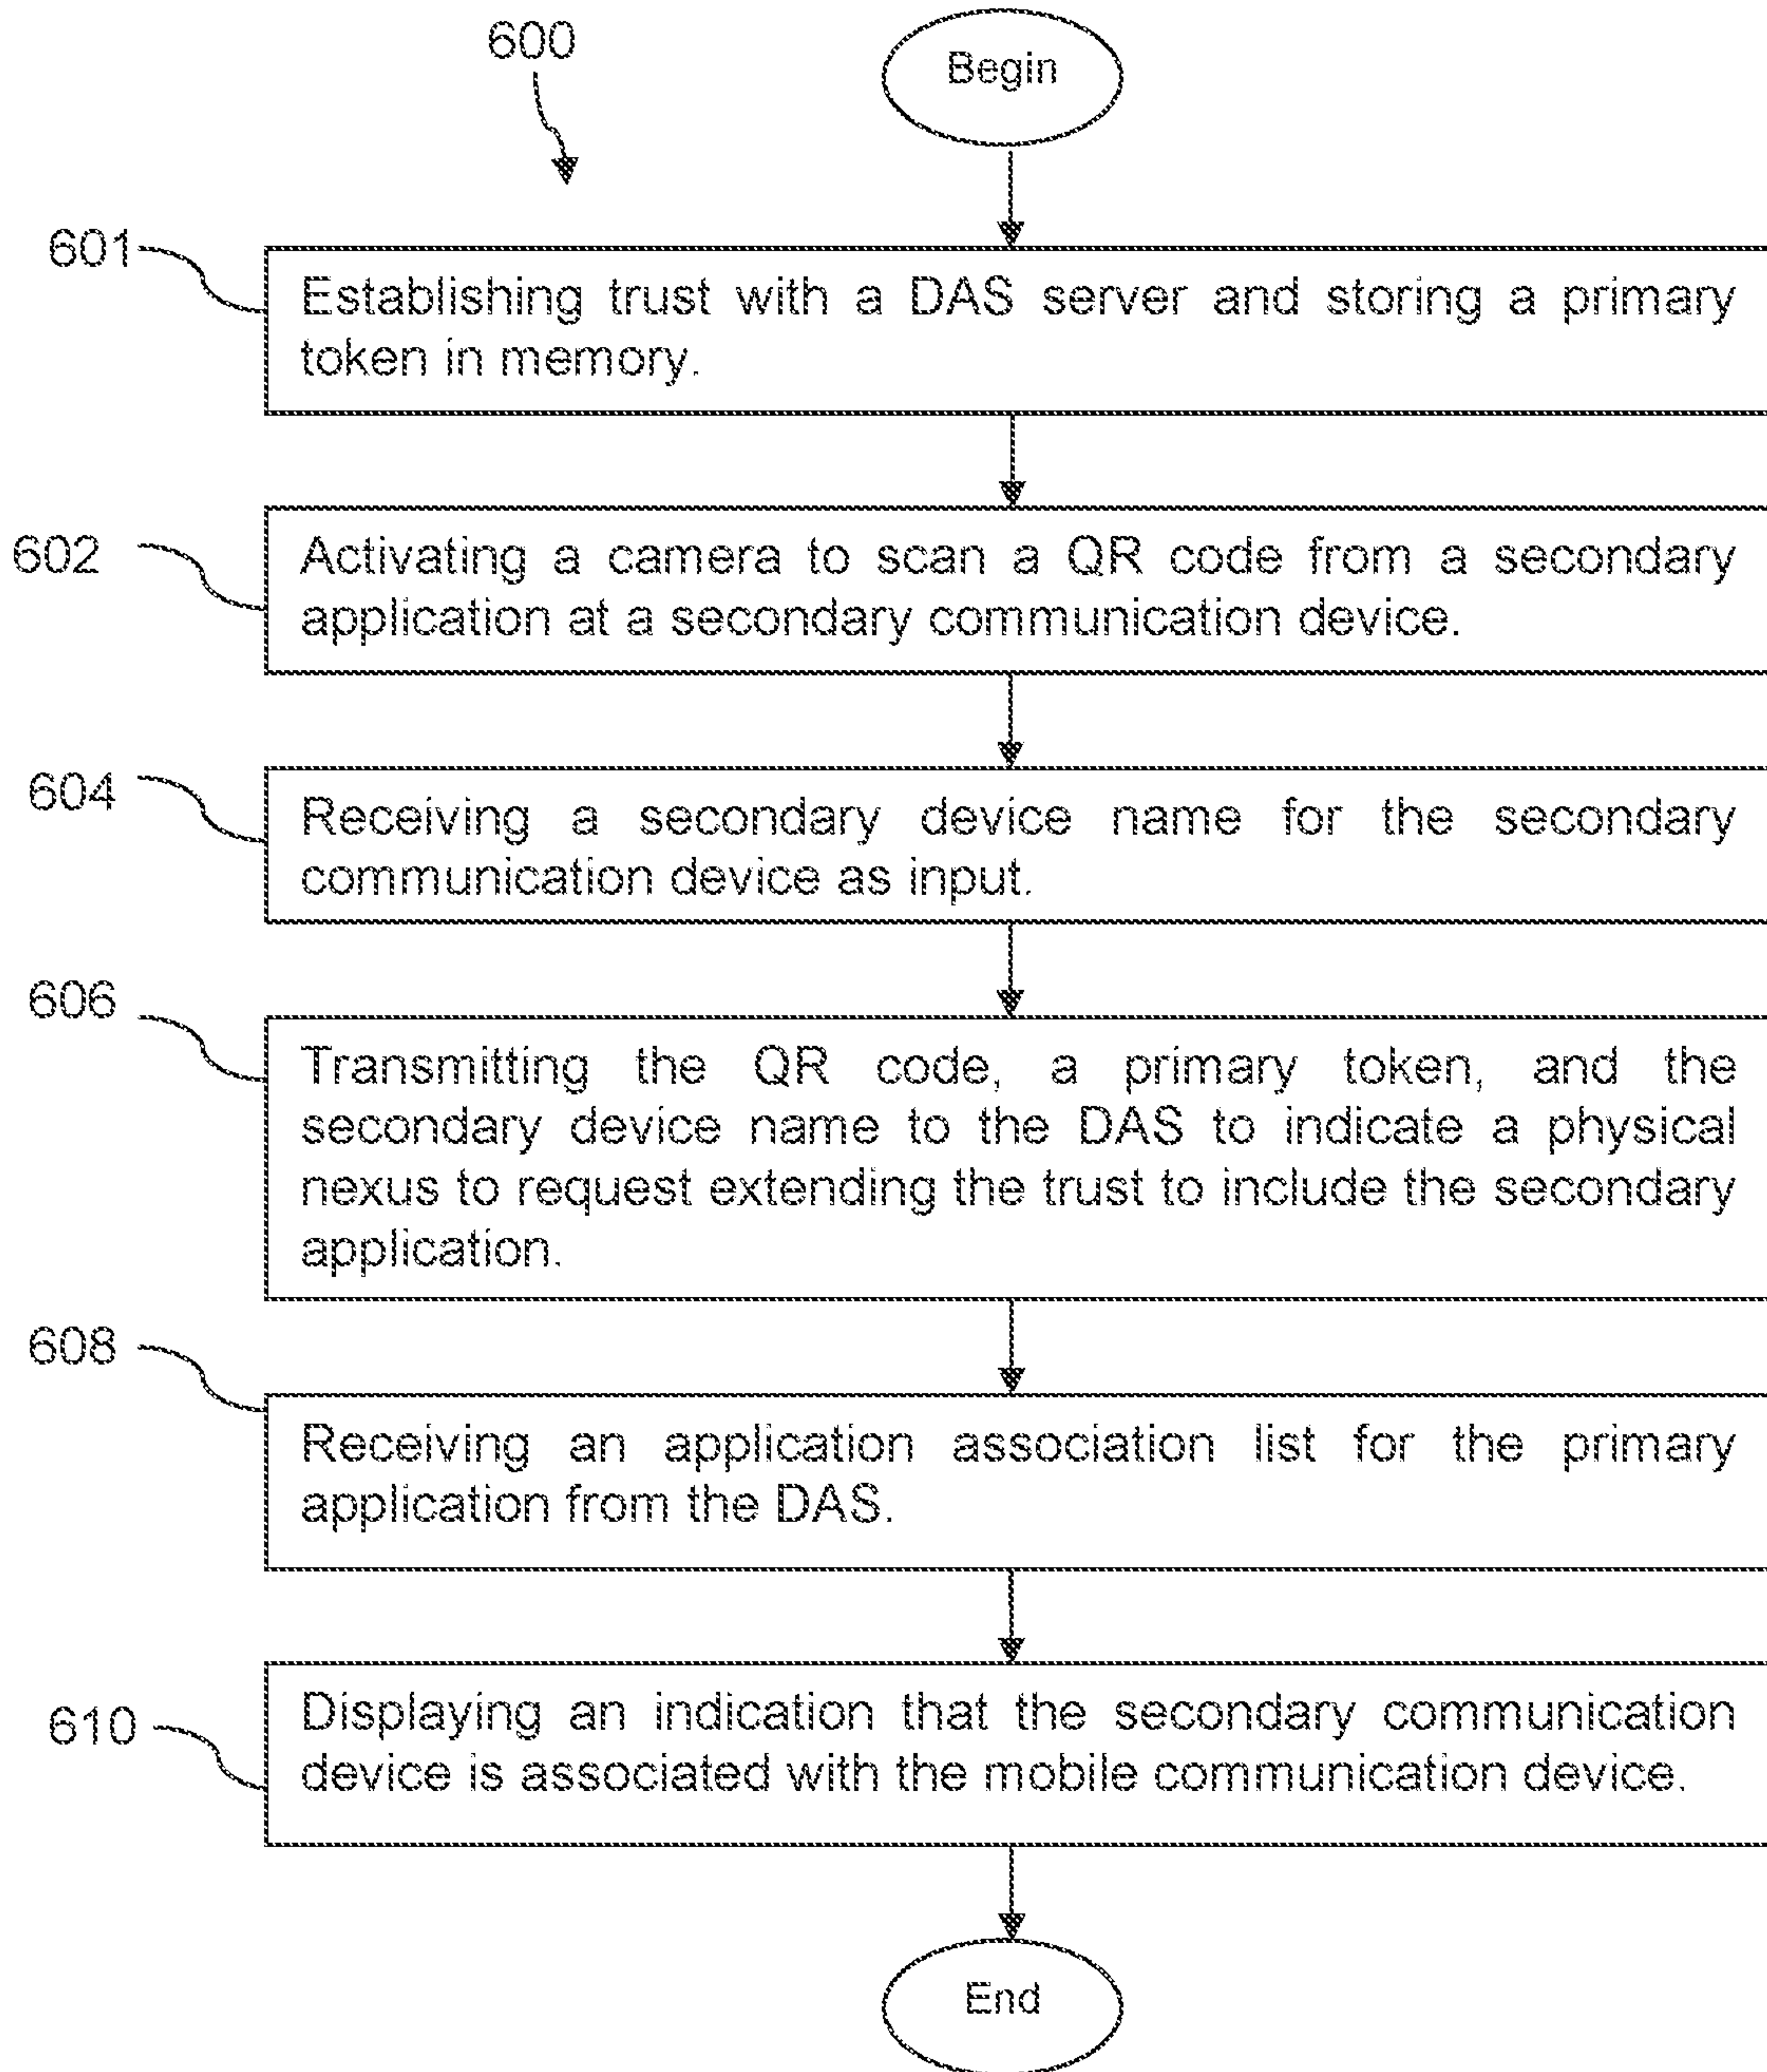 600
Begin
601
Establishing trust with a DAS server and storing a primary
token in memory.
602
Activating a camera to scan a QR code from a secondary
application at a secondary communication device.
604
Receiving a secondary device name for the secondary
communication device as input.
606
Transmitting the QR code, a primary token, and the
secondary device name to the DAS to indicate a physical
nexus to request extending the trust to include the secondary
application.
608
Receiving an application association list for the primary
application from the DAS.
610
Displaying an indication that the secondary communication
device is associated with the mobile communication device.
End